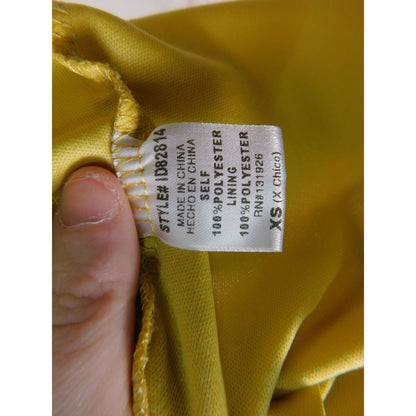 STYLE# ID82814
MADE IN CHINA
HECHO EN CHINA
SELF
100%POLYESTER
LINING
100%POLYESTER
RN#131926
XS (X Chico)